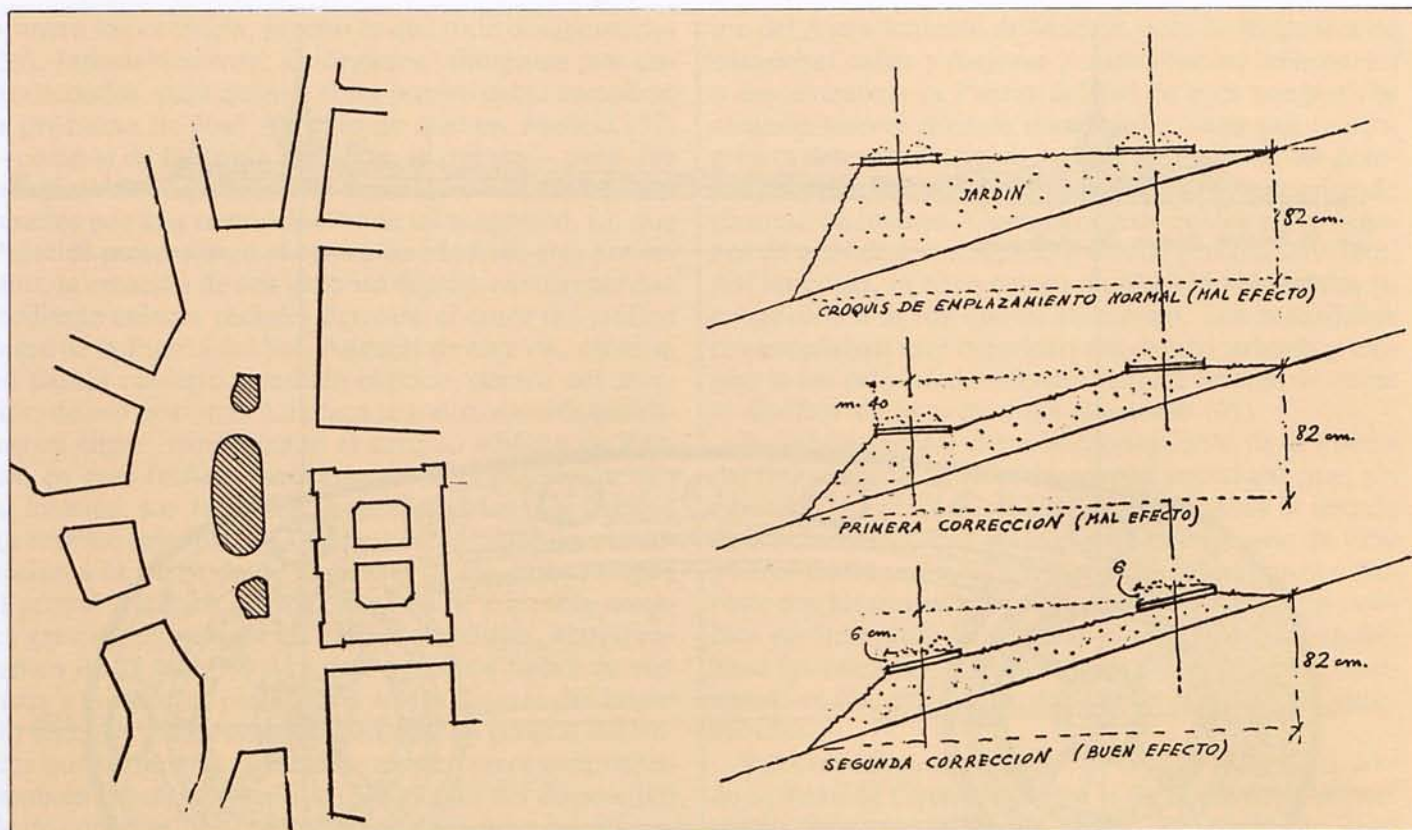 JARDIN
82 cm.
CROQUIS DE EMPLAZAMIENTO NORMAL (MAL EFECTO)
m. 40
82 cm.
PRIMERA CORRECCION (MAL EFECTO)
6
6 cm.
82 cm.
SEGUNDA CORRECCION (BUEN EFECTO)